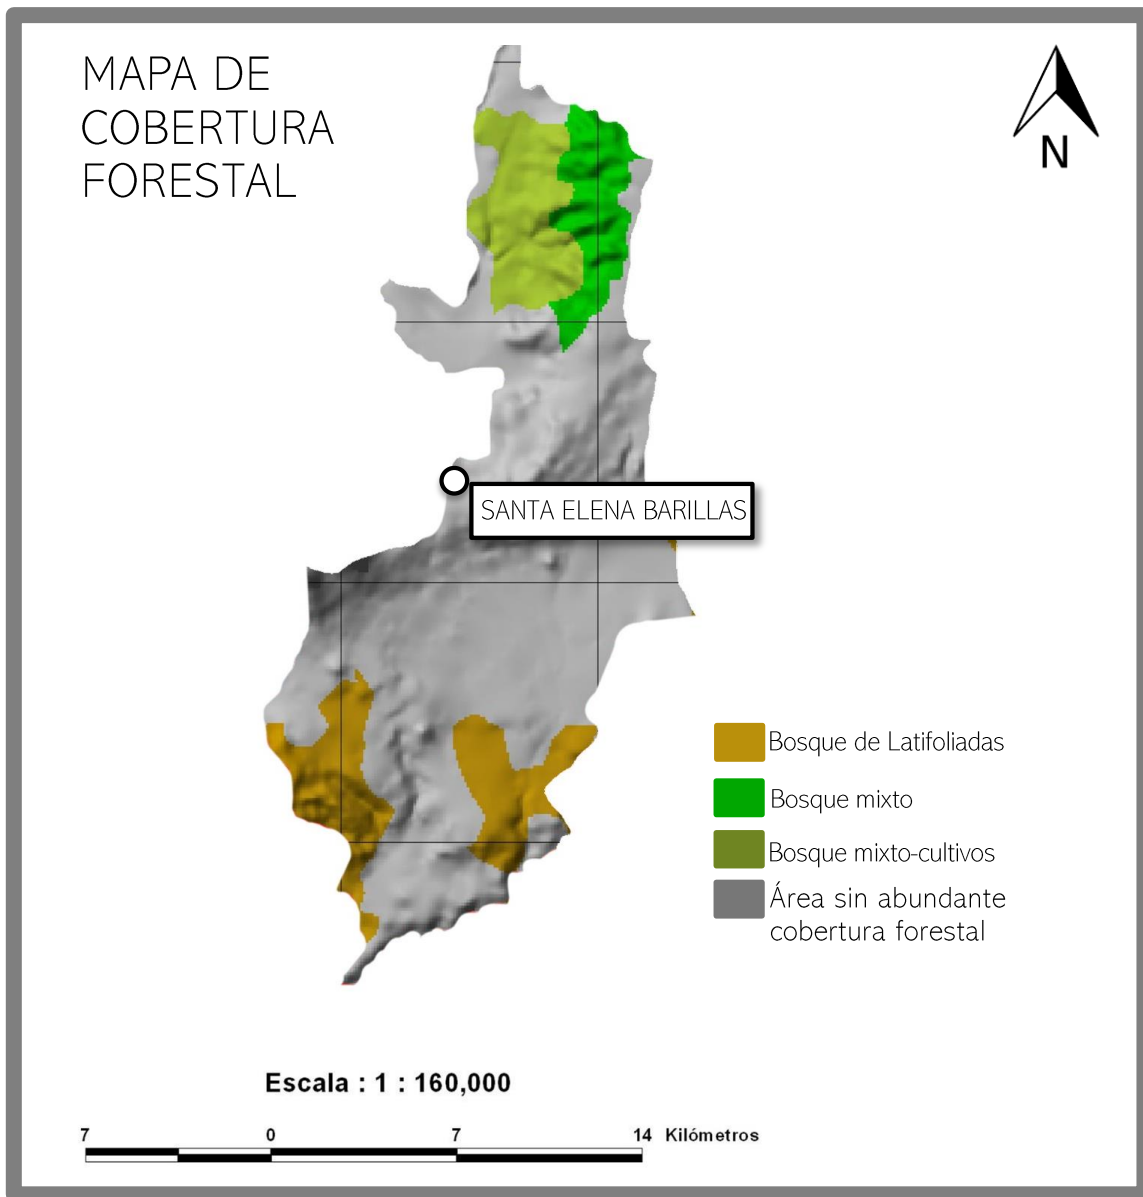 MAPA DE
COBERTURA
FORESTAL
N
SANTA ELENA BARILLAS
Bosque de Latifoliadas
Bosque mixto
Bosque mixto-cultivos
Área sin abundante
cobertura forestal
Escala : 1 : 160,000
7 0 7 14 Kilómetros